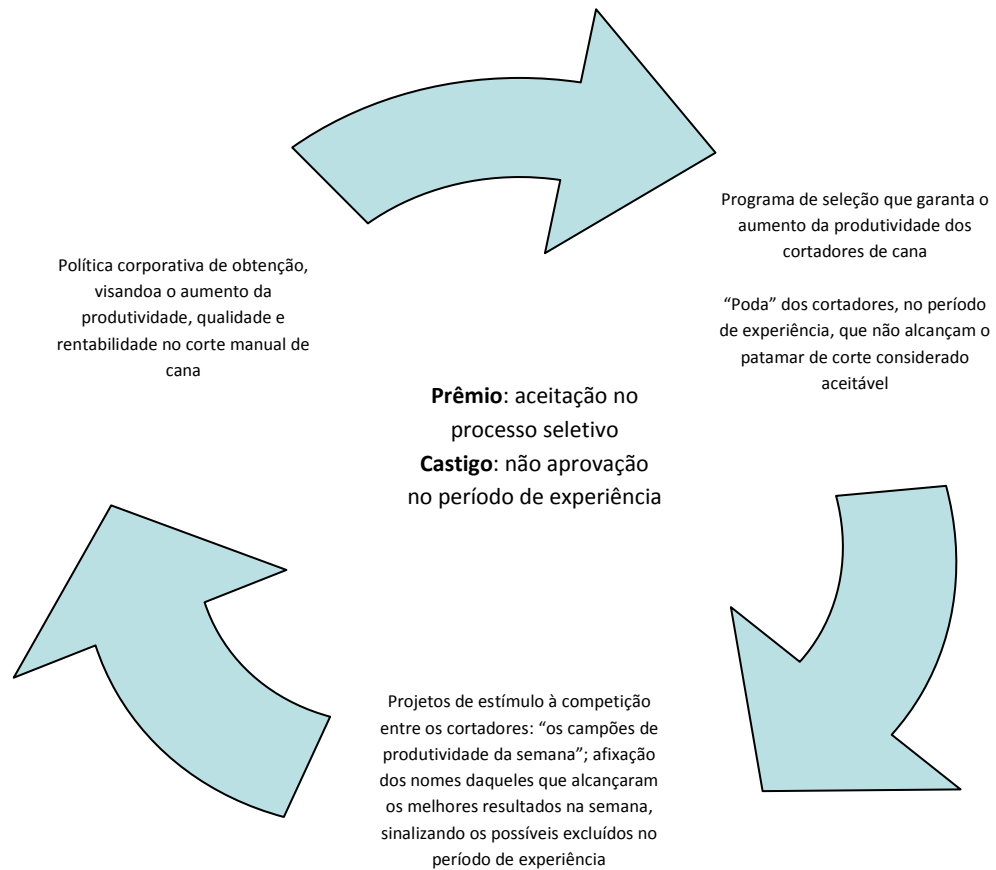 Política corporativa de obtenção,
visandoa o aumento da
produtividade, qualidade e
rentabilidade no corte manual de
cana
Programa de seleção que garanta o
aumento da produtividade dos
cortadores de cana
“Poda” dos cortadores, no período
de experiência, que não alcançam o
patamar de corte considerado
aceitável
Prêmio: aceitação no
processo seletivo
Castigo: não aprovação
no período de experiência
Projetos de estímulo à competição
entre os cortadores: “os campões de
produtividade da semana”; afixação
dos nomes daqueles que alcançaram
os melhores resultados na semana,
sinalizando os possíveis excluídos no
período de experiência